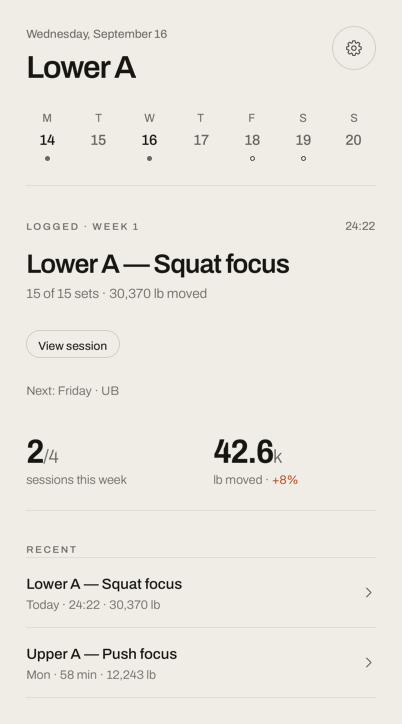 Wednesday, September 16
Lower A
M T W T F S S
14 15 16 17 18 19 20
LOGGED · WEEK 1 24:22
Lower A — Squat focus
15 of 15 sets · 30,370 lb moved
View session
Next: Friday · UB
2/4 42.6k
sessions this week lb moved · +8%
RECENT
Lower A — Squat focus
Today · 24:22 · 30,370 lb
Upper A — Push focus
Mon · 58 min · 12,243 lb